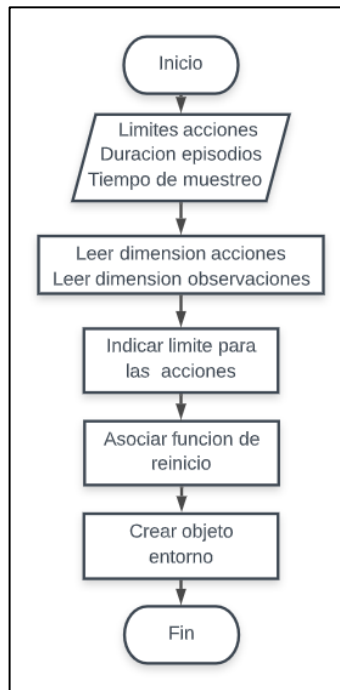 Inicio
Limites acciones
Duracion episodios
Tiempo de muestreo
Leer dimension acciones
Leer dimension observaciones
Indicar limite para
las acciones
Asociar funcion de
reinicio
Crear objeto
entorno
Fin